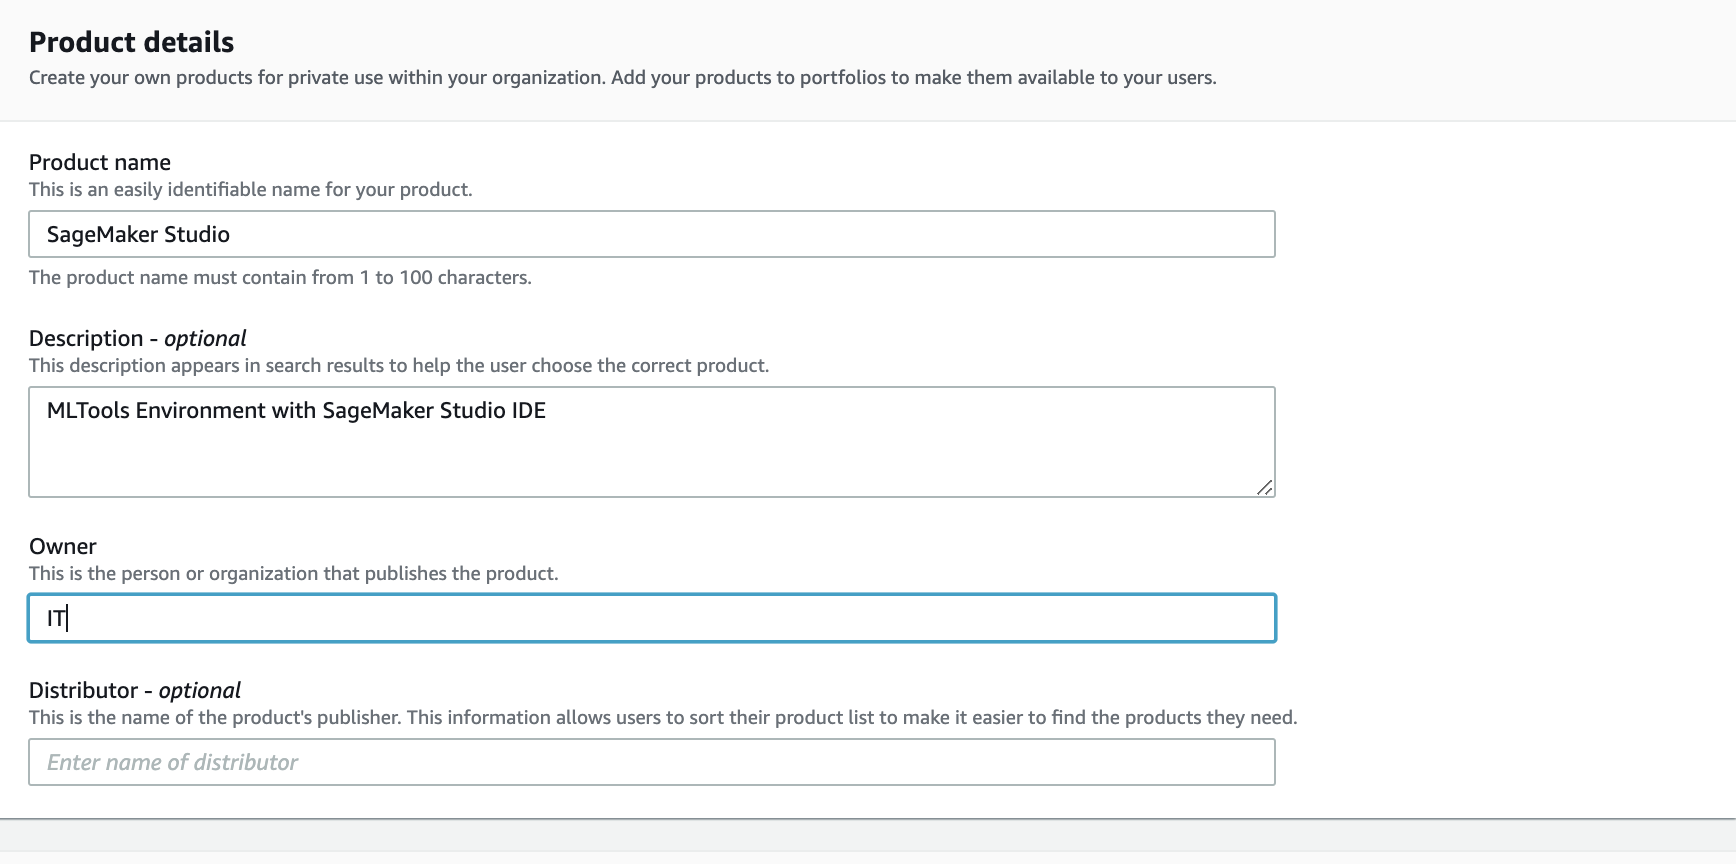 Product details
Create your own products for private use within your organization. Add your products to portfolios to make them available to your users.
Product name
This is an easily identifiable name for your product.
SageMaker Studio
The product name must contain from 1 to 100 characters.
Description - optional
This description appears in search results to help the user choose the correct product.
MLTools Environment with SageMaker Studio IDE
Owner
This is the person or organization that publishes the product.
IT
Distributor - optional
This is the name of the product's publisher. This information allows users to sort their product list to make it easier to find the products they need.
Enter name of distributor